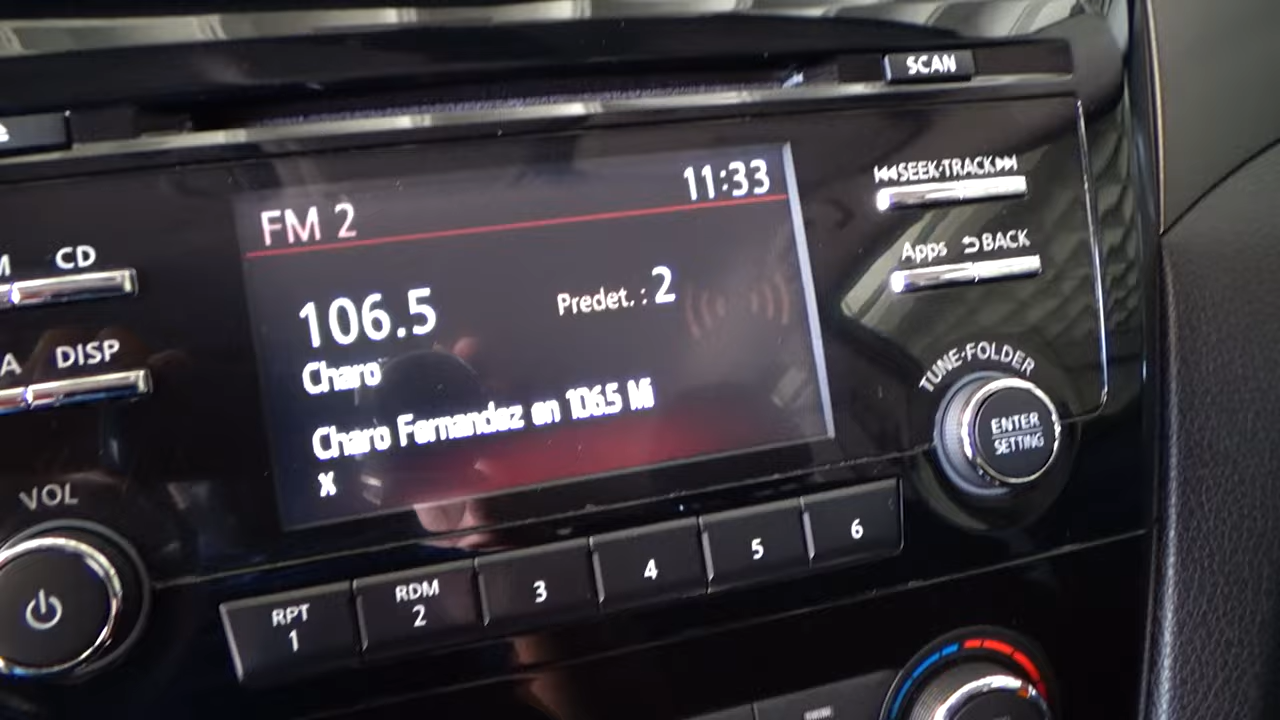 SCAN
11:33
FM 2
SEEK·TRACK
CD
106.5
Predet. : 2
Apps BACK
A DISP
Charo
TUNE·FOLDER
Charo Fernandez en 106.5 Mi
x
ENTER
SETTING
VOL
RPT
1
RDM
2
3
4
5
6